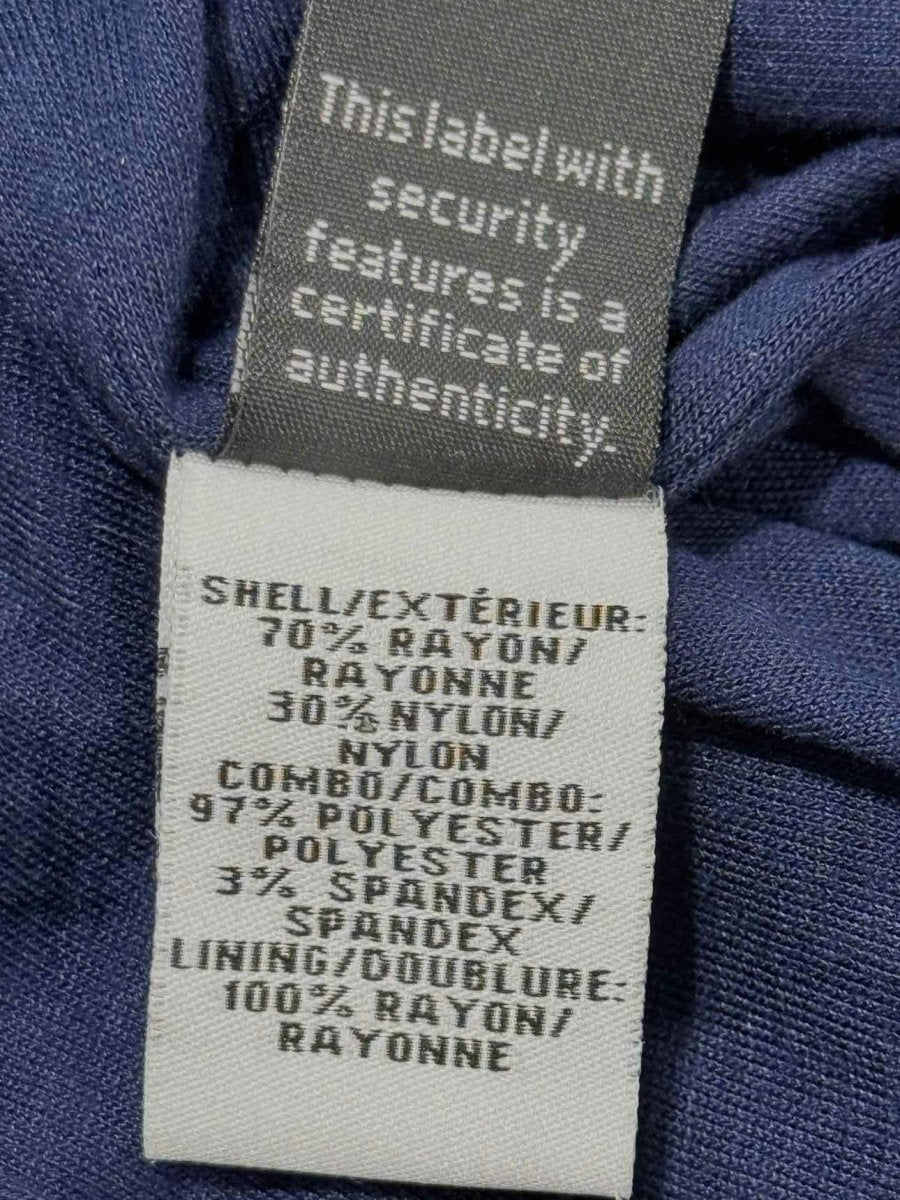 This label with
security
features is a
certificate of
authenticity.
SHELL/EXTÉRIEUR:
70% RAYON/
RAYONNE
30% NYLON/
NYLON
COMBO/COMBO:
97% POLYESTER/
POLYESTER
3% SPANDEX/
SPANDEX
LINING/DOUBLURE:
100% RAYON/
RAYONNE